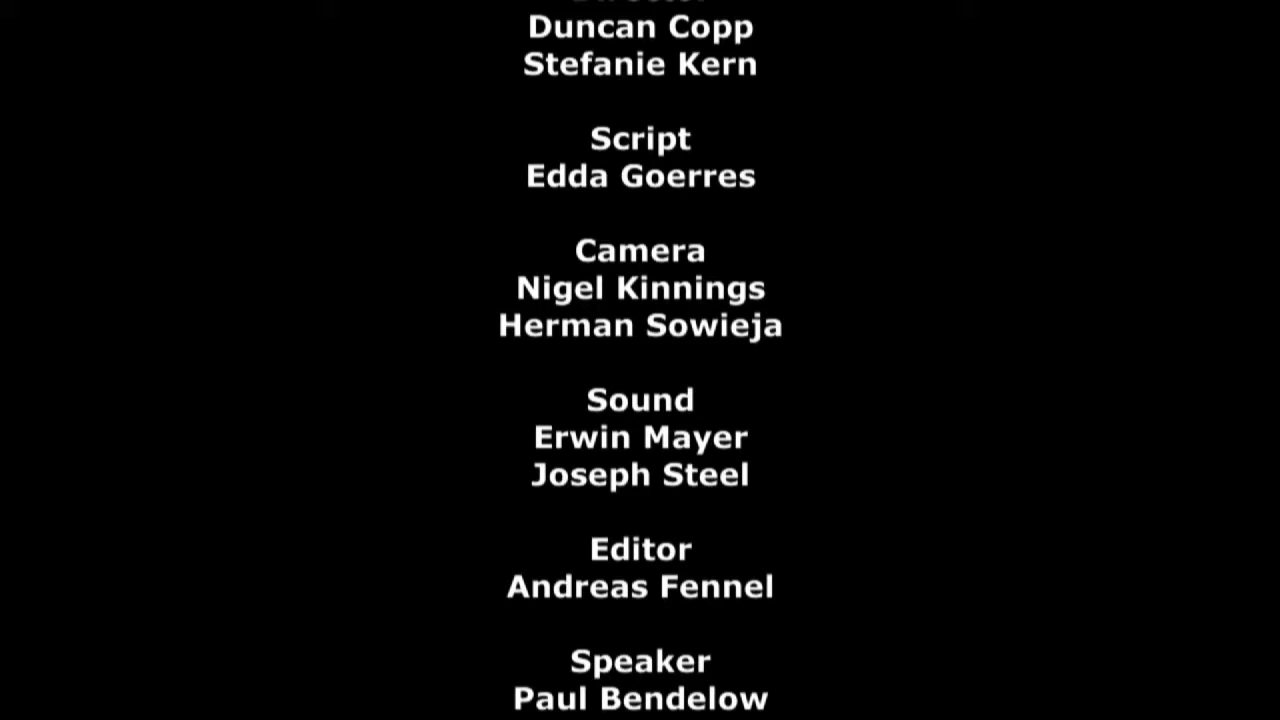 Duncan Copp
Stefanie Kern
Script
Edda Goerres
Camera
Nigel Kinnings
Herman Sowieja
Sound
Erwin Mayer
Joseph Steel
Editor
Andreas Fennel
Speaker
Paul Bendelow